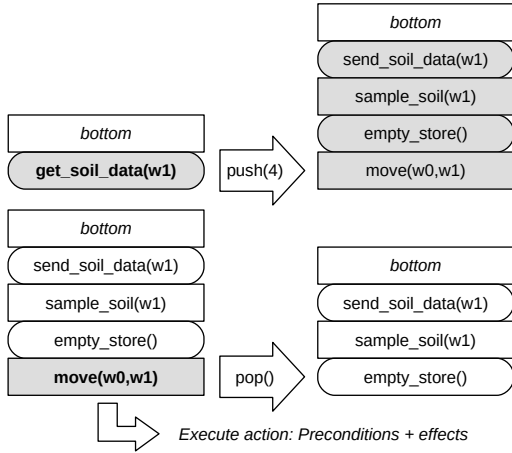 bottom
send_soil_data(w1)
sample_soil(w1)
empty_store()
move(w0,w1)
bottom
get_soil_data(w1)
push(4)
bottom
send_soil_data(w1)
sample_soil(w1)
empty_store()
move(w0,w1)
pop()
bottom
send_soil_data(w1)
sample_soil(w1)
empty_store()
Execute action: Preconditions + effects